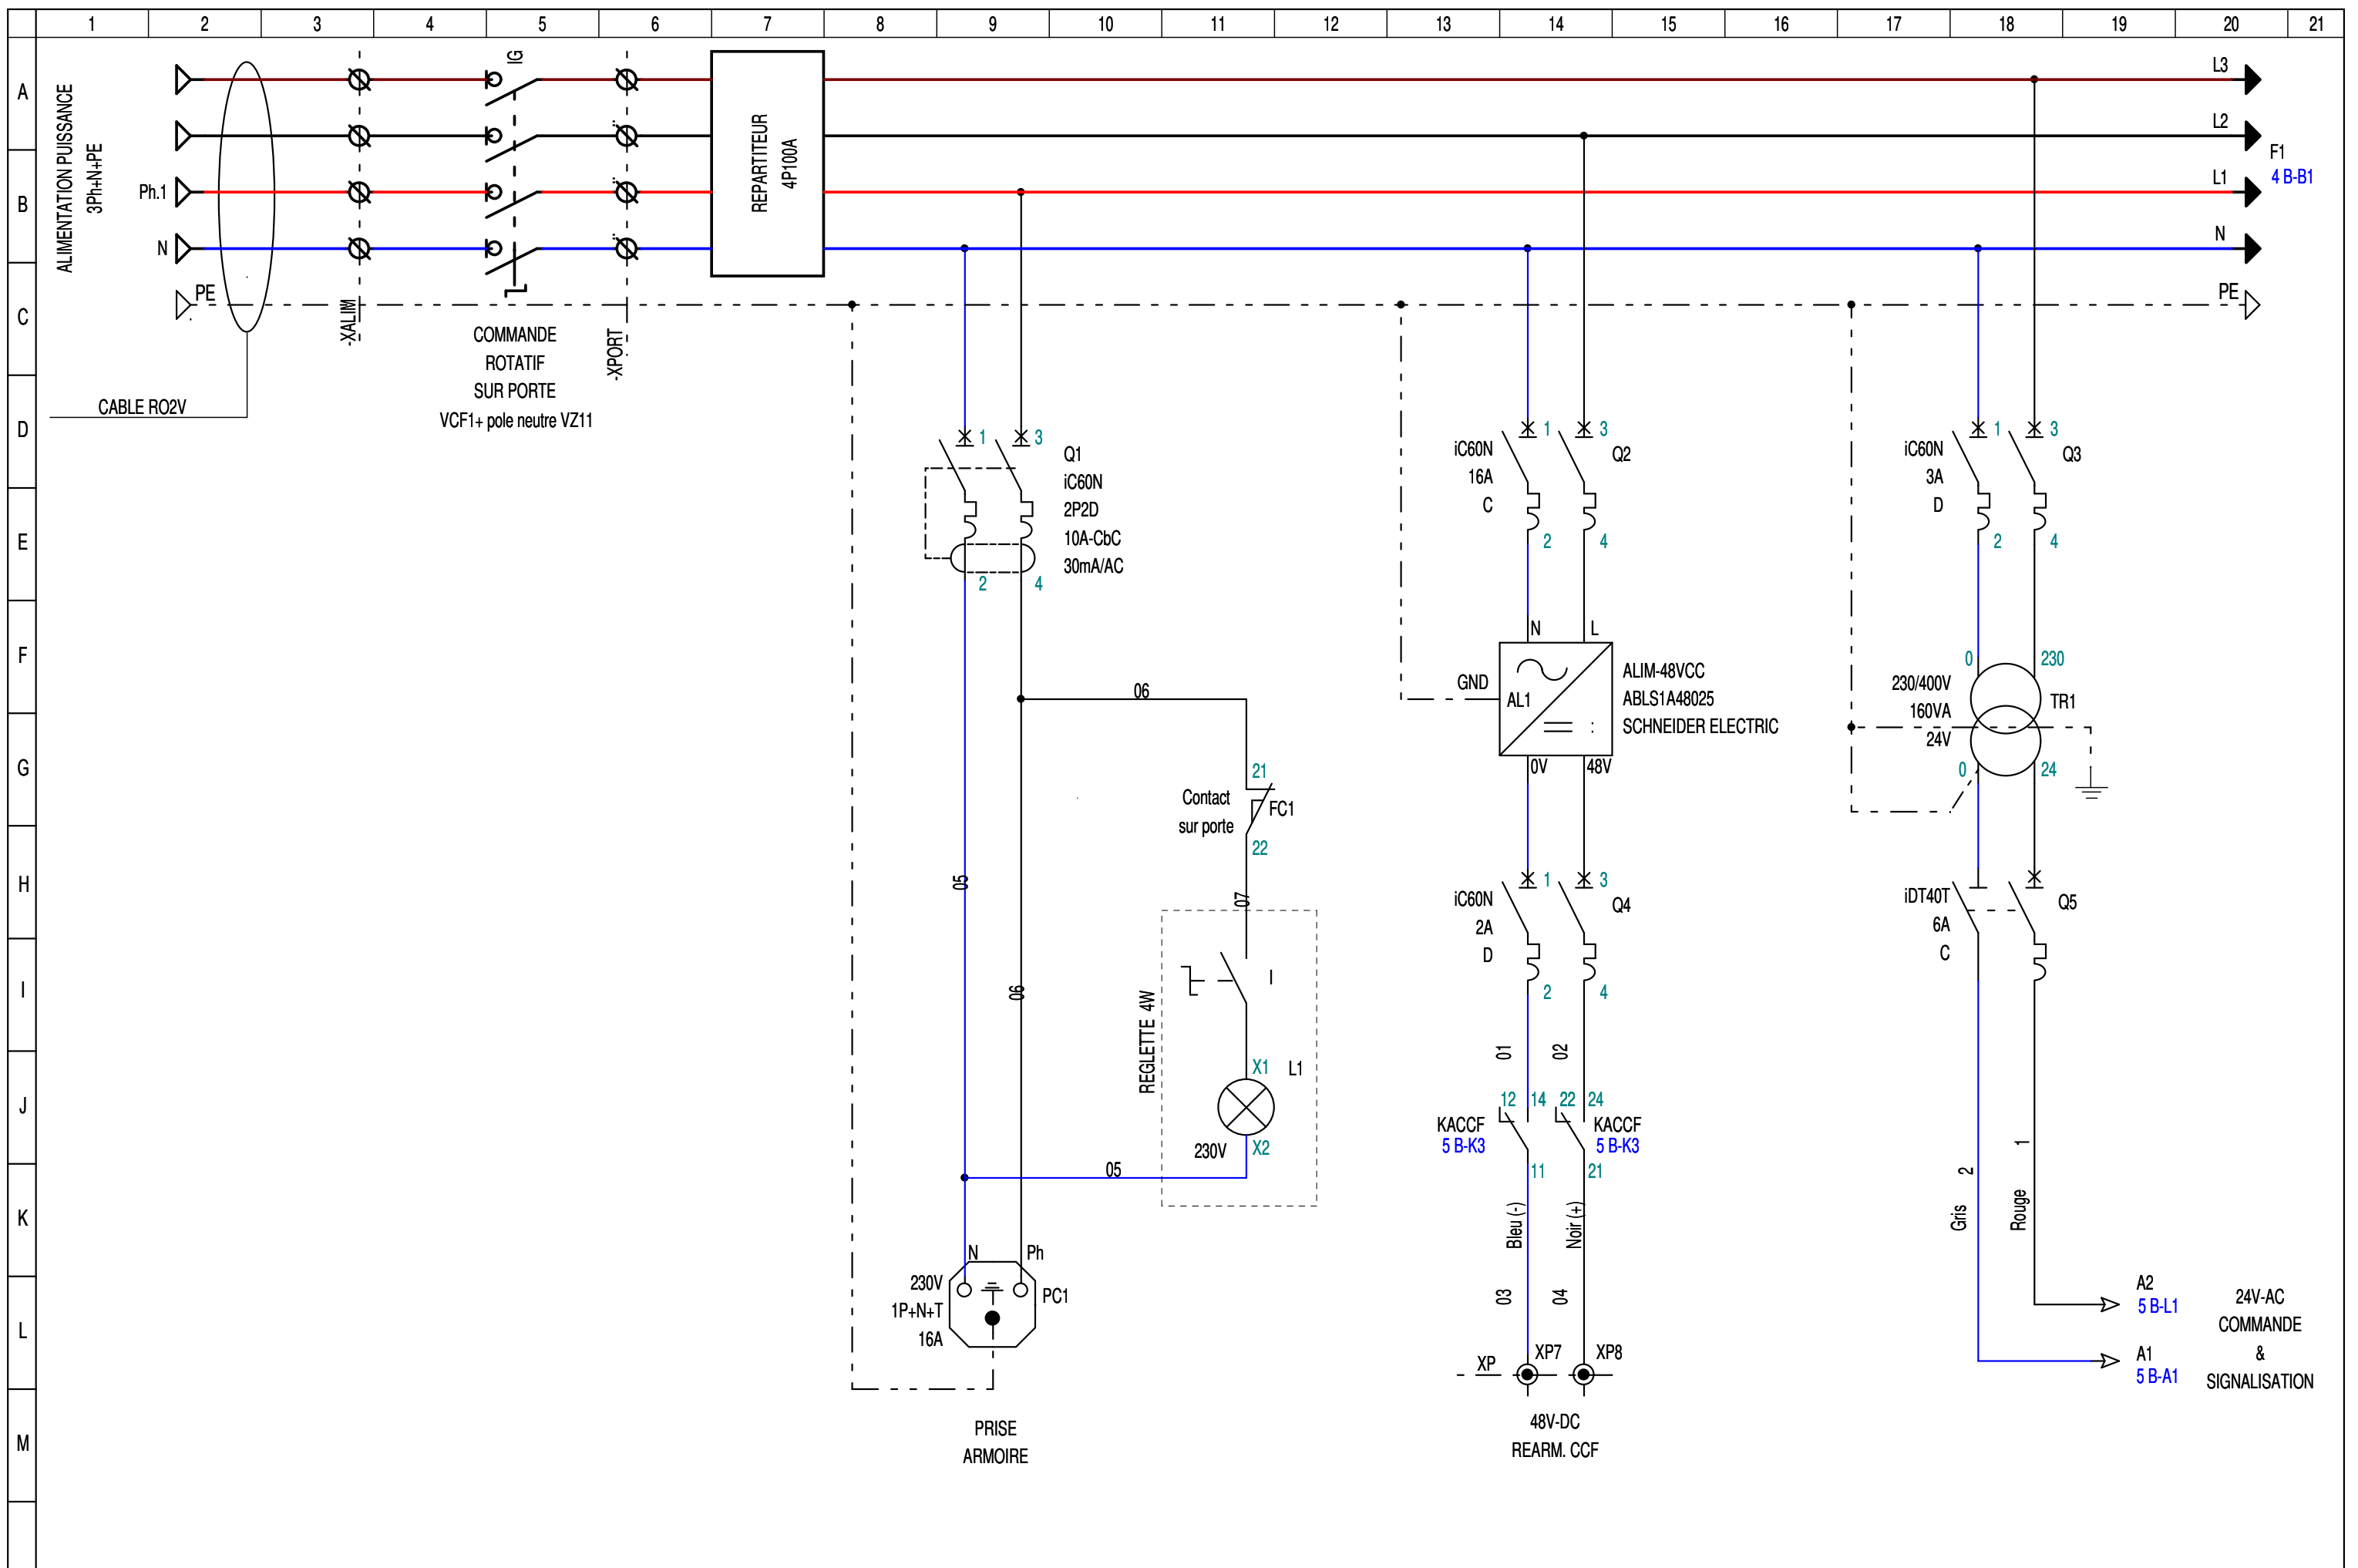 1 2 3 4 5 6 7 8 9 10 11 12 13 14 15 16 17 18 19 20 21
A
B
C
D
E
F
G
H
I
J
K
L
M
ALIMENTATION PUISSANCE
3Ph+N+PE
Ph.1
N
PE
CABLE RO2V
-XALIM
IG
COMMANDE
ROTATIF
SUR PORTE
VCF1+ pole neutre VZ11
-XPORT
REPARTITEUR
4P100A
L3
L2
L1
N
PE
F1
4 B-B1
1 3
Q1
iC60N
2P2D
10A-CbC
30mA/AC
2 4
06
21
Contact
sur porte
FC1
22
07
05
06
REGLETTE 4W
I
X1
L1
230V
X2
05
N Ph
230V
1P+N+T
16A
PC1
PRISE
ARMOIRE
1 3
iC60N
16A
C
Q2
2 4
N L
GND
AL1
ALIM-48VCC
ABLS1A48025
SCHNEIDER ELECTRIC
0V 48V
1 3
iC60N
2A
D
Q4
2 4
01 02
12 14 22 24
KACCF
5 B-K3
KACCF
5 B-K3
11 21
Bleu (-) Noir (+)
03 04
XP
XP7 XP8
48V-DC
REARM. CCF
1 3
iC60N
3A
D
Q3
2 4
0 230
230/400V
160VA
24V
TR1
0 24
iDT40T
6A
C
Q5
2 1
Gris Rouge
A2
5 B-L1
A1
5 B-A1
24V-AC
COMMANDE
&
SIGNALISATION